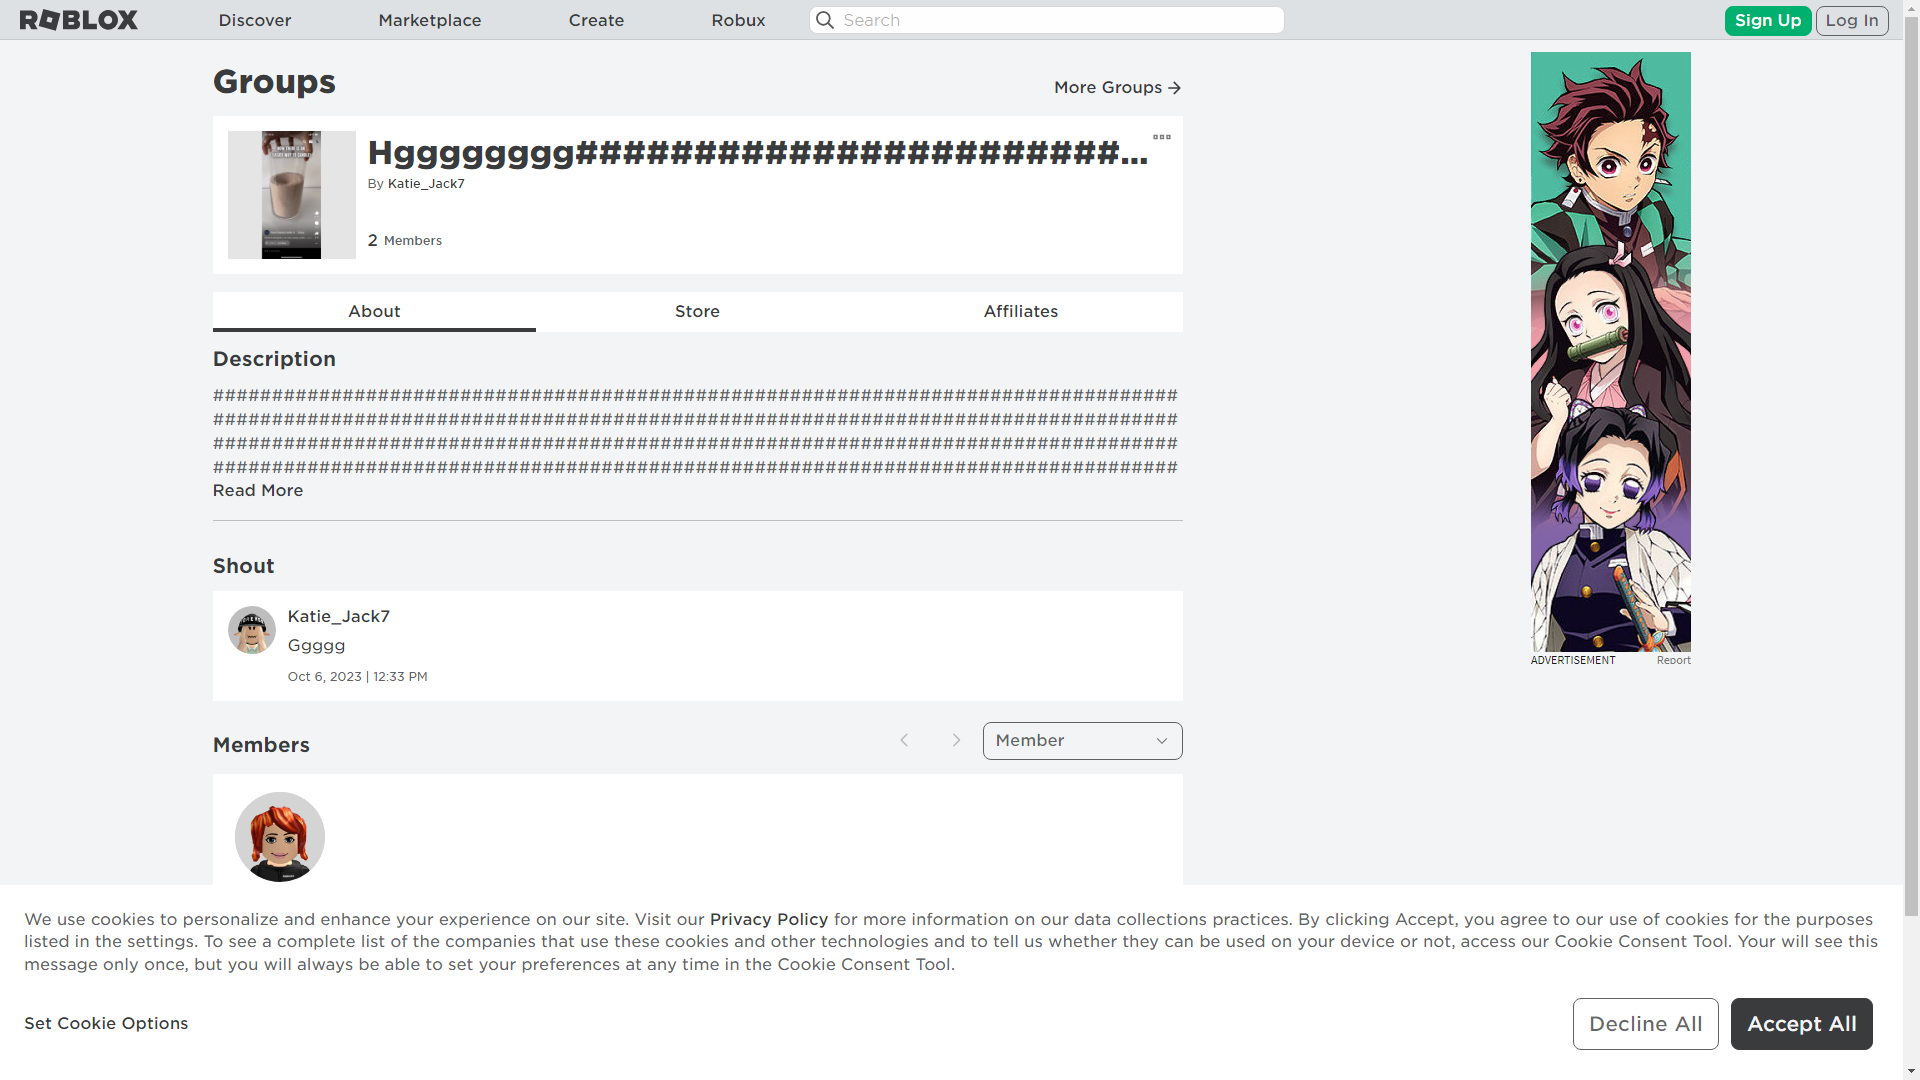 ROBLOX
Discover
Marketplace
Create
Robux
Search
Sign Up
Log In
Groups
More Groups
Hggggggggg########################...
By Katie_Jack7
2 Members
About
Store
Affiliates
Description
##################################################################################
##################################################################################
##################################################################################
##################################################################################
Read More
Shout
Katie_Jack7
Ggggg
Oct 6, 2023 | 12:33 PM
Members
Member
ADVERTISEMENT
Report
We use cookies to personalize and enhance your experience on our site. Visit our Privacy Policy for more information on our data collections practices. By clicking Accept, you agree to our use of cookies for the purposes
listed in the settings. To see a complete list of the companies that use these cookies and other technologies and to tell us whether they can be used on your device or not, access our Cookie Consent Tool. Your will see this
message only once, but you will always be able to set your preferences at any time in the Cookie Consent Tool.
Set Cookie Options
Decline All
Accept All